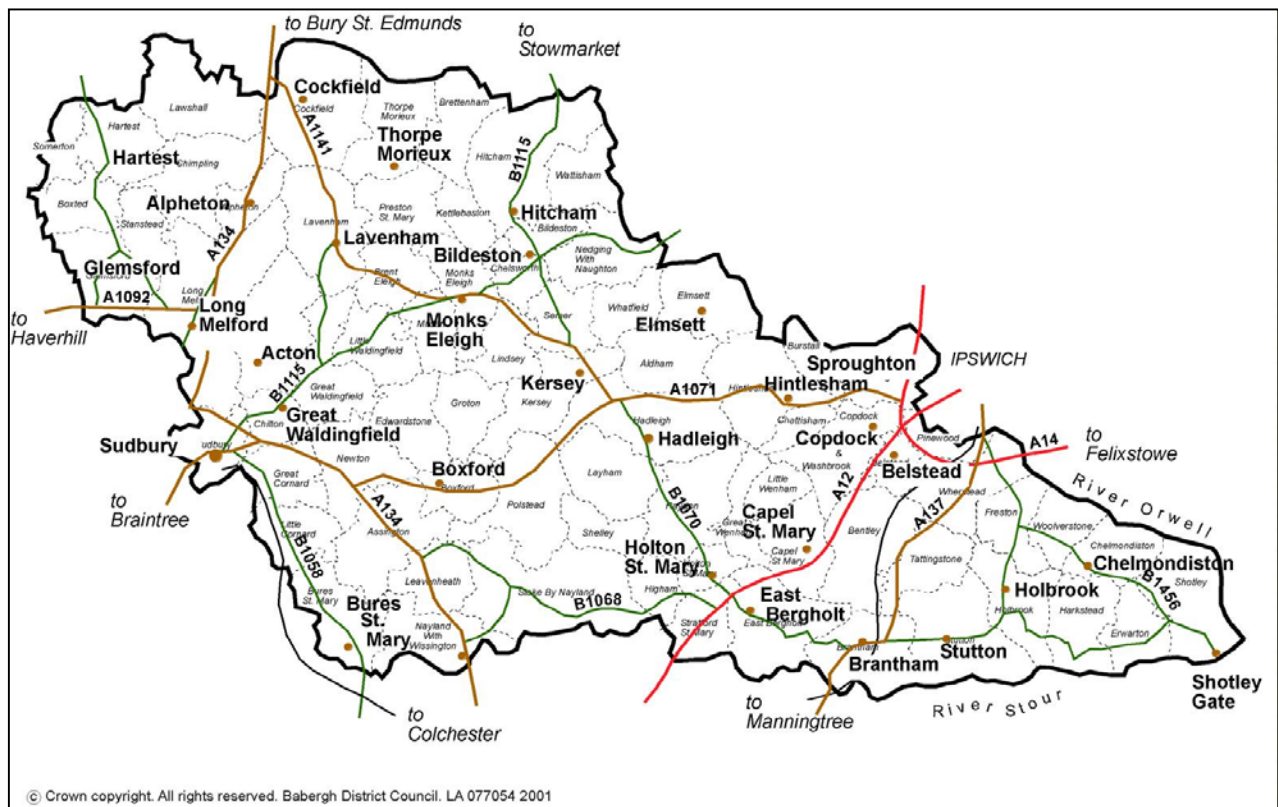 to Bury St. Edmunds
to
Stowmarket
Cockfield
Cockfield
Lawshall
Thorpe
Morieux
Brettenham
Hartest
A1141
Somerton
Hartest
Thorpe
Morieux
Hitcham
B1115
Chimpling
Wattisham
Boxted
Alpheton
Alpheton
Stanstead
Preston
St. Mary
Kettlebaston
Hitcham
Lavenham
Bildeston
A134
Lavenham
Bildeston
Chelsworth
Nedging
With
Naughton
Glemsford
Glemsford
Brent
Eleigh
Monks
Eleigh
A1092
Long
Long
Melford
Whatfield
Elmsett
to
Haverhill
Monks
Eleigh
Semer
Elmsett
Acton
Little
Waldingfield
Lindsey
Aldham
Burstall
Sproughton
IPSWICH
B1115
Great
Waldingfield
Kersey
Kersey
A1071
Hintlesham
Groton
Chilton
Great
Waldingfield
Edwardstone
Hadleigh
Chattisham
Copdock
Sudbury
Newton
Hadleigh
Copdock
&
Washbrook
Pinewood
A14
to
Felixstowe
Great
Cornard
Boxford
Boxford
Layham
Belstead
to
Braintree
A134
Polstead
B1070
Little
Wenham
A12
Wherstead
River Orwell
Little
Cornard
Assington
Shelley
Capel
St. Mary
Great
Wenham
Bentley
A137
Freston
Woolverstone
B1058
Holton
St. Mary
Capel
St Mary
Tattingstone
Chelmondiston
Chelmondiston
Leavenheath
Stoke By Nayland
B1068
Higham
Holbrook
Holbrook
B1456
Shotley
Bures
St. Mary
Bures
St.
Mary
East
Bergholt
East Bergholt
Harkstead
Nayland
With
Wissington
Stratford
St. Mary
Erwarton
Brantham
Brantham
Stutton
to
Colchester
to
Manningtree
River Stour
Shotley
Gate
© Crown copyright. All rights reserved. Babergh District Council. LA 077054 2001